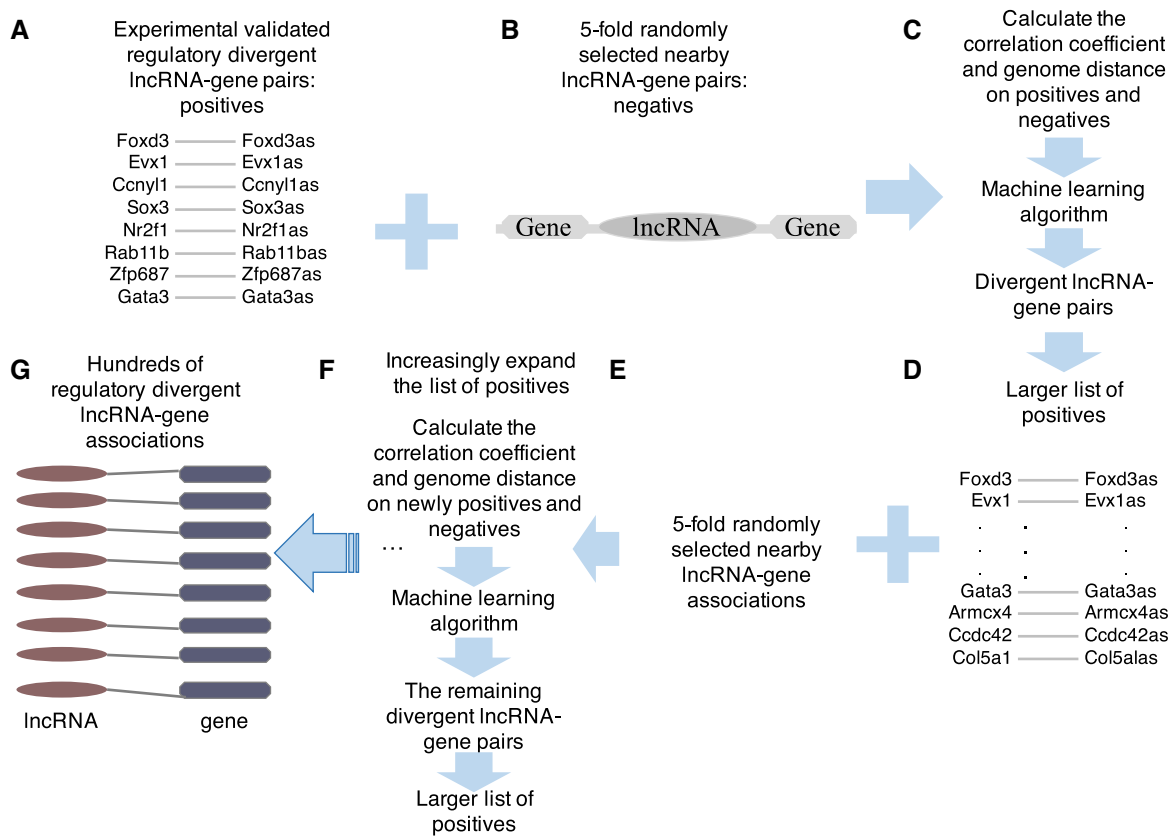 A
Experimental validated
regulatory divergent
lncRNA-gene pairs:
positives
Foxd3 Foxd3as
Evx1 Evx1as
Ccnyl1 Ccnyl1as
Sox3 Sox3as
Nr2f1 Nr2f1as
Rab11b Rab11bas
Zfp687 Zfp687as
Gata3 Gata3as
B
5-fold randomly
selected nearby
lncRNA-gene pairs:
negativs
Gene lncRNA Gene
C
Calculate the
correlation coefficient
and genome distance
on positives and
negatives
Machine learning
algorithm
Divergent lncRNA-
gene pairs
D
Larger list of
positives
Foxd3 Foxd3as
Evx1 Evx1as
. . .
. . .
. . .
Gata3 Gata3as
Armcx4 Armcx4as
Ccdc42 Ccdc42as
Col5a1 Col5alas
E
5-fold randomly
selected nearby
lncRNA-gene
associations
F
Increasingly expand
the list of positives
Calculate the
correlation coefficient
and genome distance
on newly positives and
negatives
...
Machine learning
algorithm
The remaining
divergent lncRNA-
gene pairs
Larger list of
positives
G
Hundreds of
regulatory divergent
lncRNA-gene
associations
lncRNA gene